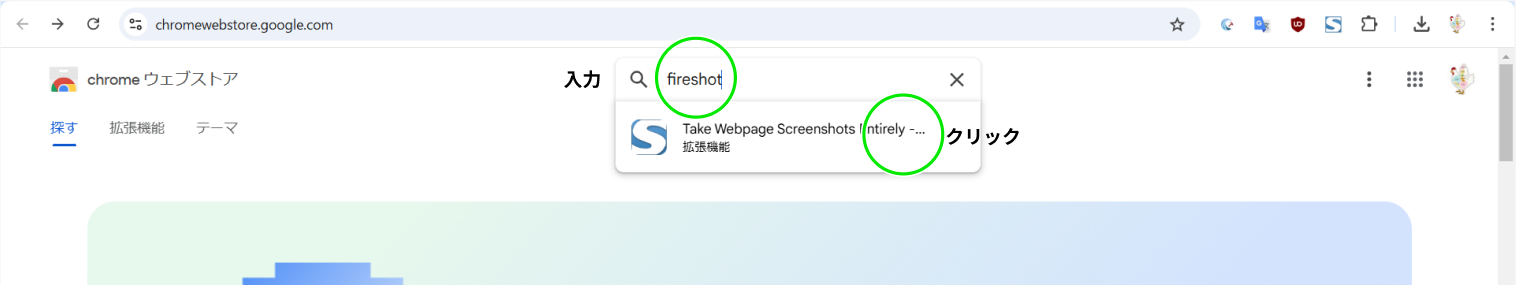 chromewebstore.google.com
chrome ウェブストア
入力
fireshot
探す
拡張機能
テーマ
Take Webpage Screenshots Entirely -...
拡張機能
クリック